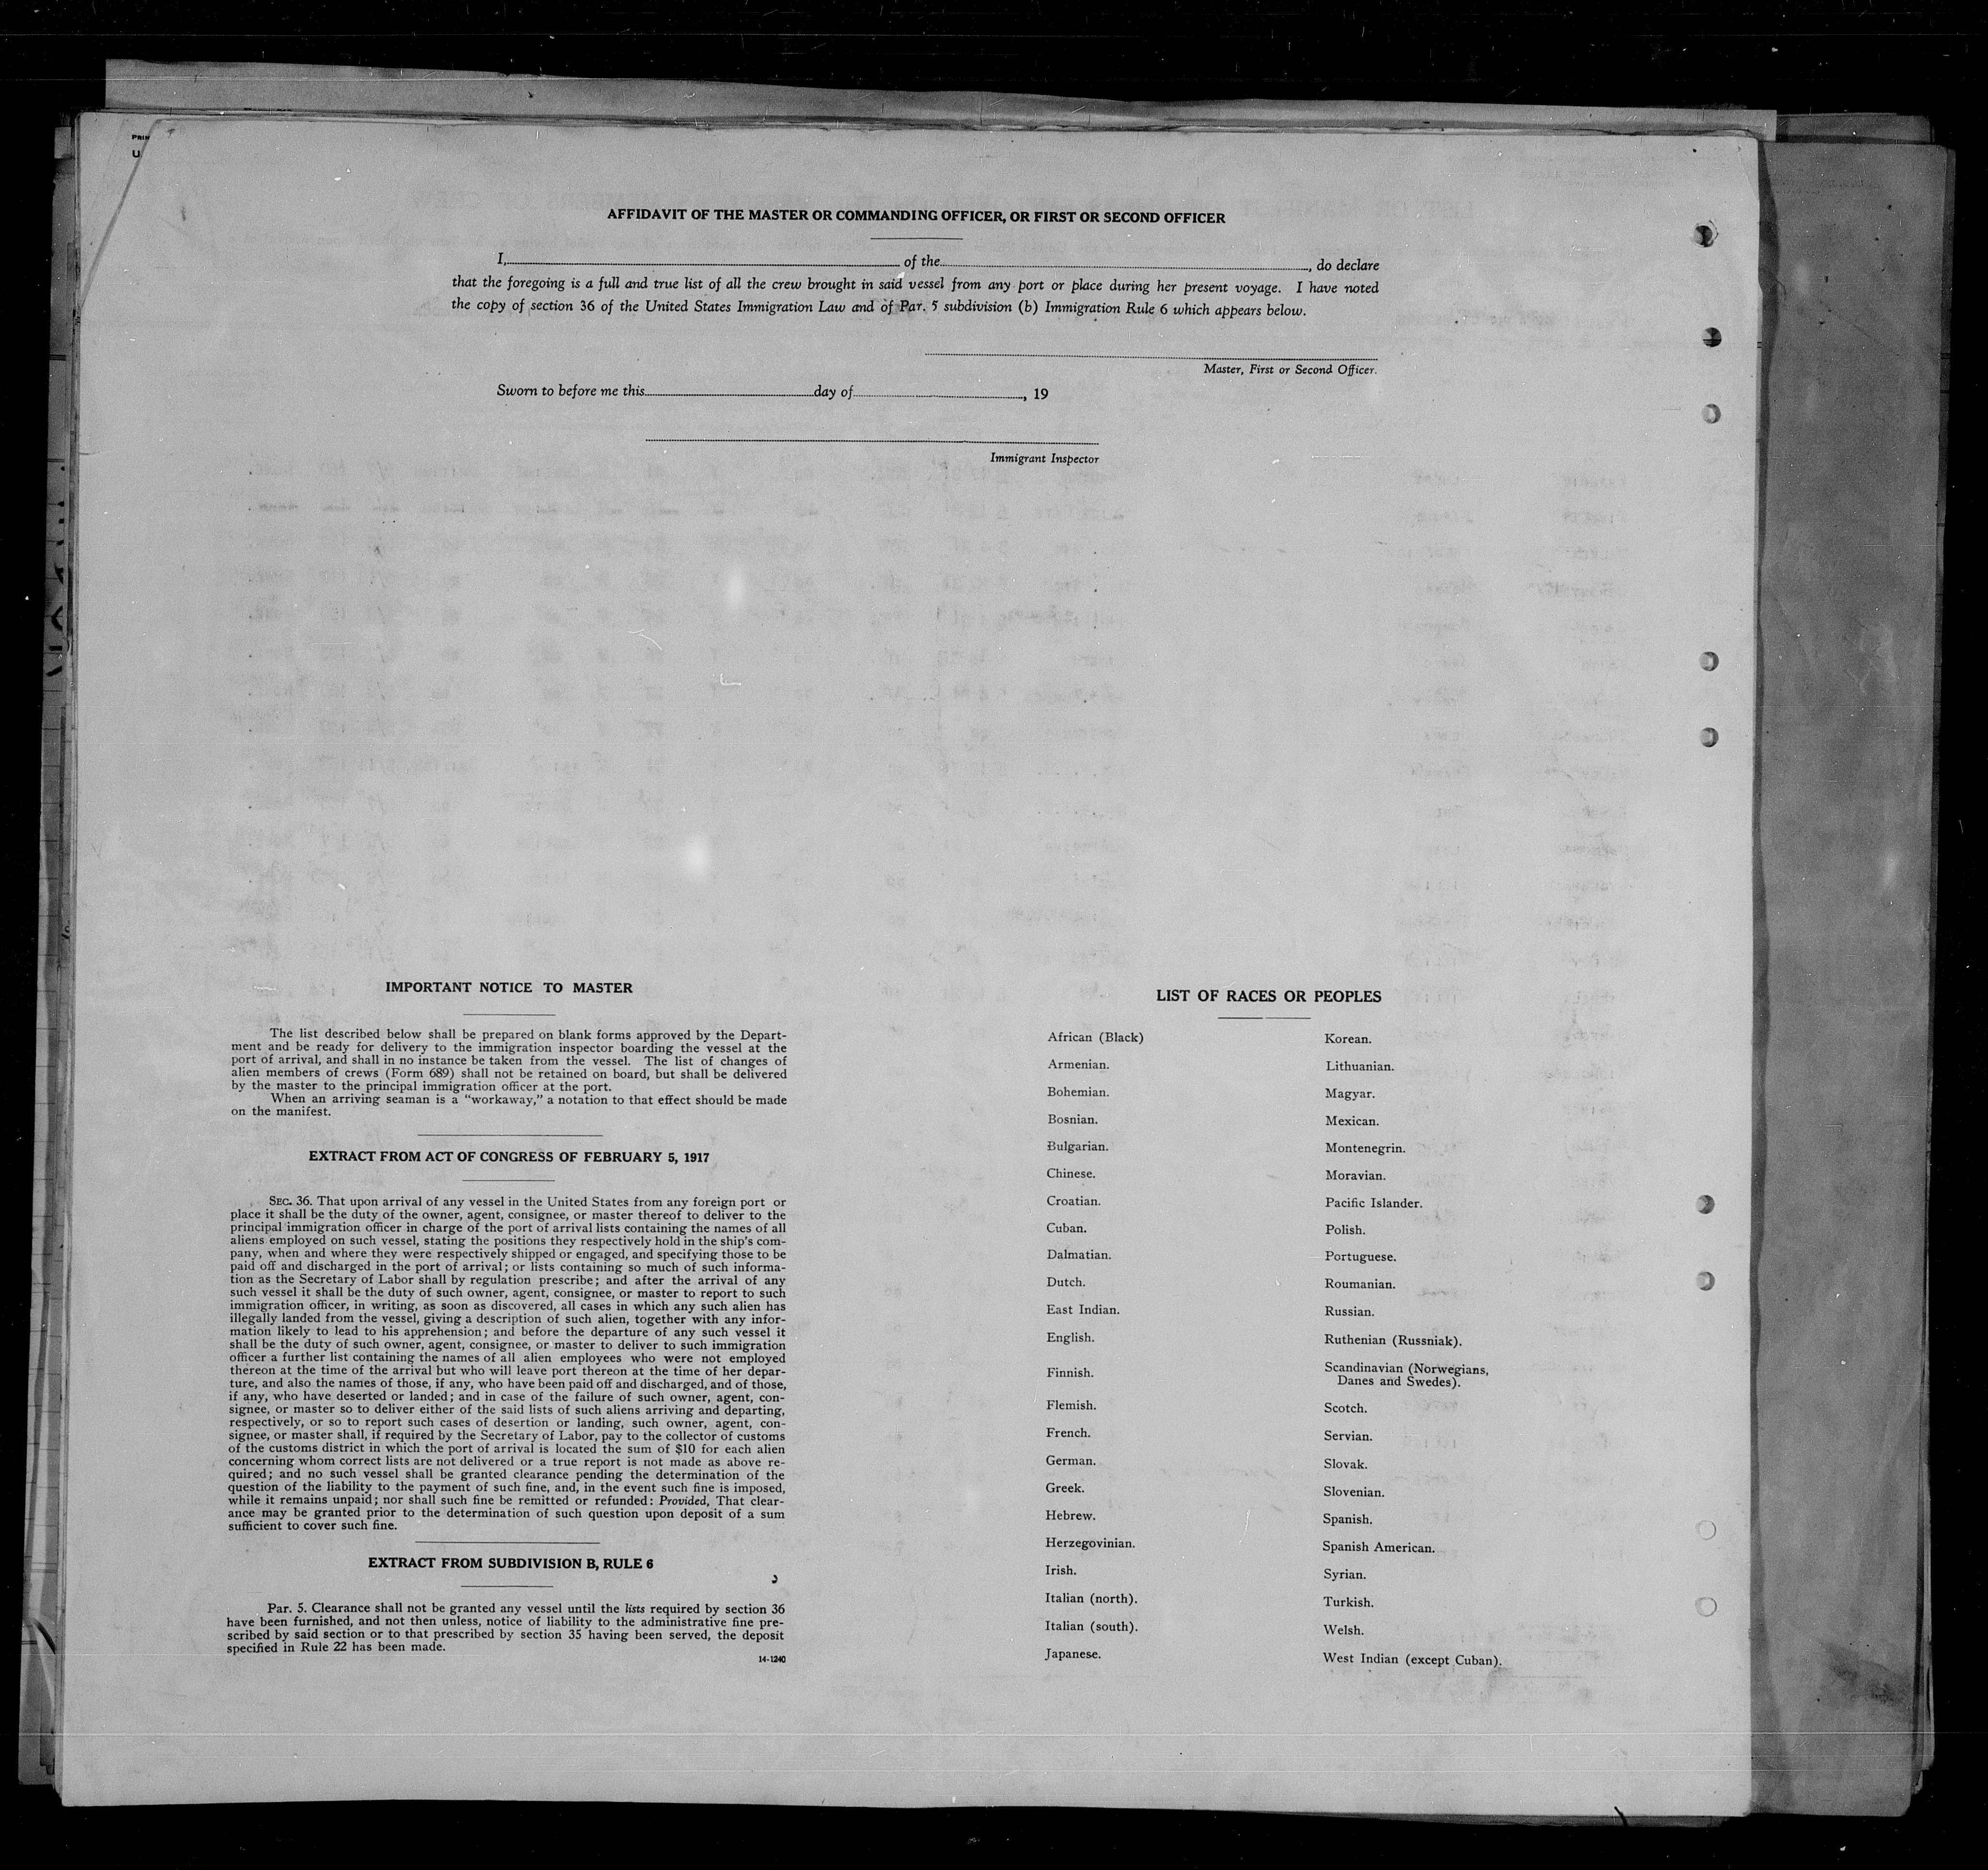 AFFIDAVIT OF THE MASTER OR COMMANDING OFFICER, OR FIRST OR SECOND OFFICER
I, of the , do declare
that the foregoing is a full and true list of all the crew brought in said vessel from any port or place during her present voyage. I have noted
the copy of section 36 of the United States Immigration Law and of Par. 5 subdivision (b) Immigration Rule 6 which appears below.
Master, First or Second Officer.
Sworn to before me this day of , 19
Immigrant Inspector
IMPORTANT NOTICE TO MASTER
The list described below shall be prepared on blank forms approved by the Depart-
ment and be ready for delivery to the immigration inspector boarding the vessel at the
port of arrival, and shall in no instance be taken from the vessel. The list of changes of
alien members of crews (Form 689) shall not be retained on board, but shall be delivered
by the master to the principal immigration officer at the port.
When an arriving seaman is a "workaway," a notation to that effect should be made
on the manifest.
EXTRACT FROM ACT OF CONGRESS OF FEBRUARY 5, 1917
SEC. 36. That upon arrival of any vessel in the United States from any foreign port or
place it shall be the duty of the owner, agent, consignee, or master thereof to deliver to the
principal immigration officer in charge of the port of arrival lists containing the names of all
aliens employed on such vessel, stating the positions they respectively hold in the ship's com-
pany, when and where they were respectively shipped or engaged, and specifying those to be
paid off and discharged in the port of arrival; or lists containing so much of such informa-
tion as the Secretary of Labor shall by regulation prescribe; and after the arrival of any
such vessel it shall be the duty of such owner, agent, consignee, or master to report to such
immigration officer, in writing, as soon as discovered, all cases in which any such alien has
illegally landed from the vessel, giving a description of such alien, together with any infor-
mation likely to lead to his apprehension; and before the departure of any such vessel it
shall be the duty of such owner, agent, consignee, or master to deliver to such immigration
officer a further list containing the names of all alien employees who were not employed
thereon at the time of the arrival but who will leave port thereon at the time of her depar-
ture, and also the names of those, if any, who have been paid off and discharged, and of those,
if any, who have deserted or landed; and in case of the failure of such owner, agent, con-
signee, or master so to deliver either of the said lists of such aliens arriving and departing,
respectively, or so to report such cases of desertion or landing, such owner, agent, con-
signee, or master shall, if required by the Secretary of Labor, pay to the collector of customs
of the customs district in which the port of arrival is located the sum of $10 for each alien
concerning whom correct lists are not delivered or a true report is not made as above re-
quired; and no such vessel shall be granted clearance pending the determination of the
question of the liability to the payment of such fine, and, in the event such fine is imposed,
while it remains unpaid; nor shall such fine be remitted or refunded: Provided, That clear-
ance may be granted prior to the determination of such question upon deposit of a sum
sufficient to cover such fine.
EXTRACT FROM SUBDIVISION B, RULE 6
Par. 5. Clearance shall not be granted any vessel until the lists required by section 36
have been furnished, and not then unless, notice of liability to the administrative fine pre-
scribed by said section or to that prescribed by section 35 having been served, the deposit
specified in Rule 22 has been made.
14-1240
LIST OF RACES OR PEOPLES
African (Black)
Armenian.
Bohemian.
Bosnian.
Bulgarian.
Chinese.
Croatian.
Cuban.
Dalmatian.
Dutch.
East Indian.
English.
Finnish.
Flemish.
French.
German.
Greek.
Hebrew.
Herzegovinian.
Irish.
Italian (north).
Italian (south).
Japanese.
Korean.
Lithuanian.
Magyar.
Mexican.
Montenegrin.
Moravian.
Pacific Islander.
Polish.
Portuguese.
Roumanian.
Russian.
Ruthenian (Russniak).
Scandinavian (Norwegians,
Danes and Swedes).
Scotch.
Servian.
Slovak.
Slovenian.
Spanish.
Spanish American.
Syrian.
Turkish.
Welsh.
West Indian (except Cuban).